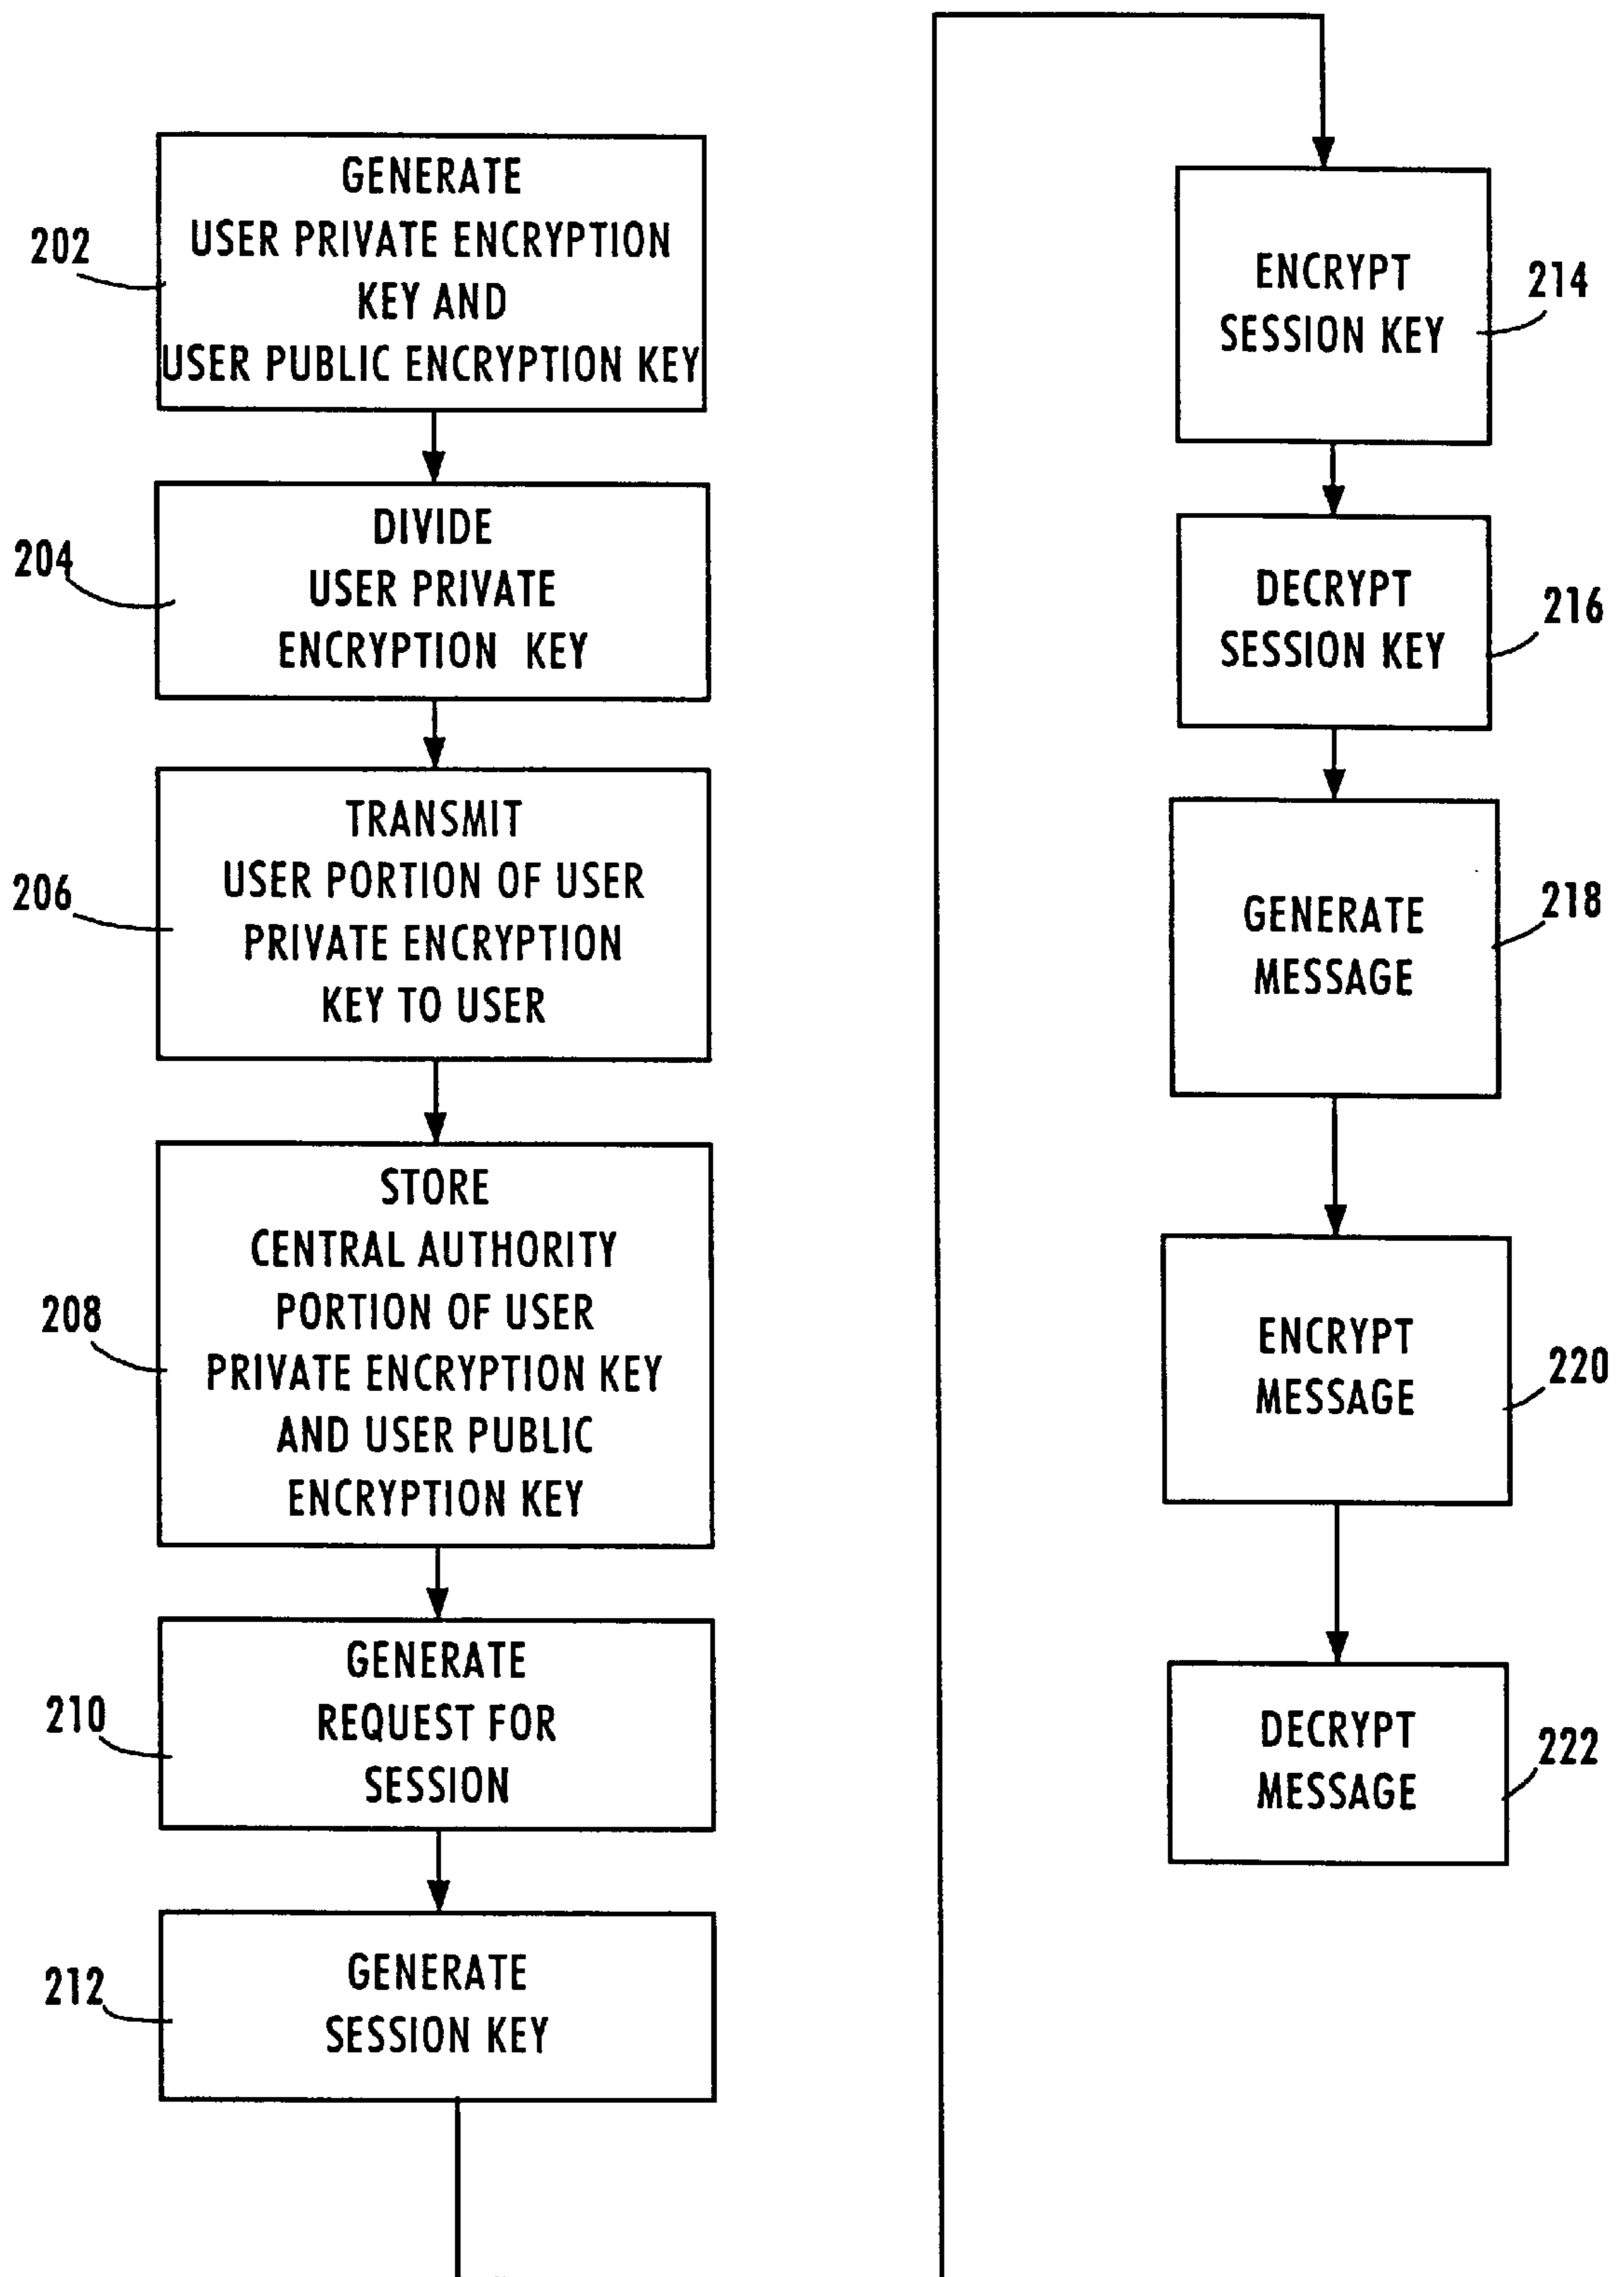 GENERATE
USER PRIVATE ENCRYPTION
KEY AND
USER PUBLIC ENCRYPTION KEY
202
DIVIDE
USER PRIVATE
ENCRYPTION KEY
204
TRANSMIT
USER PORTION OF USER
PRIVATE ENCRYPTION
KEY TO USER
206
STORE
CENTRAL AUTHORITY
PORTION OF USER
PRIVATE ENCRYPTION KEY
AND USER PUBLIC
ENCRYPTION KEY
208
GENERATE
REQUEST FOR
SESSION
210
GENERATE
SESSION KEY
212
ENCRYPT
SESSION KEY
214
DECRYPT
SESSION KEY
216
GENERATE
MESSAGE
218
ENCRYPT
MESSAGE
220
DECRYPT
MESSAGE
222